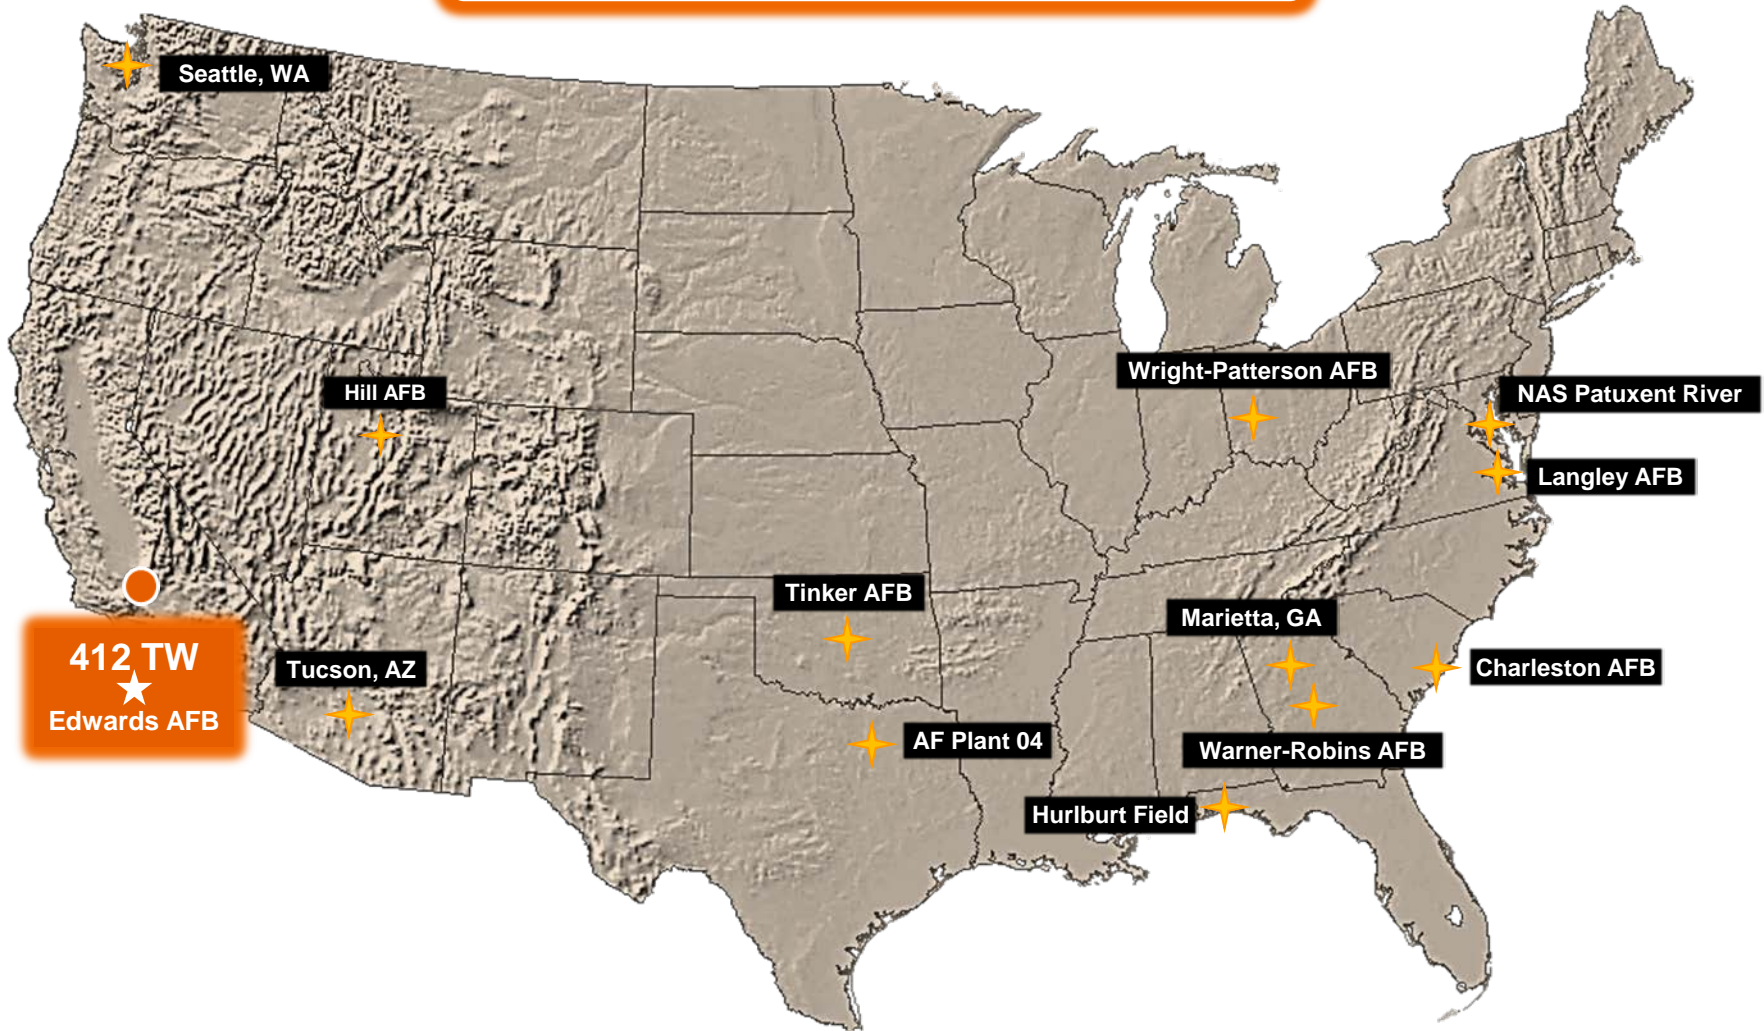 Seattle, WA
Wright-Patterson AFB
Hill AFB
NAS Patuxent River
Langley AFB
Tinker AFB
Marietta, GA
412 TW
Edwards AFB
Tucson, AZ
Charleston AFB
AF Plant 04
Warner-Robins AFB
Hurlburt Field